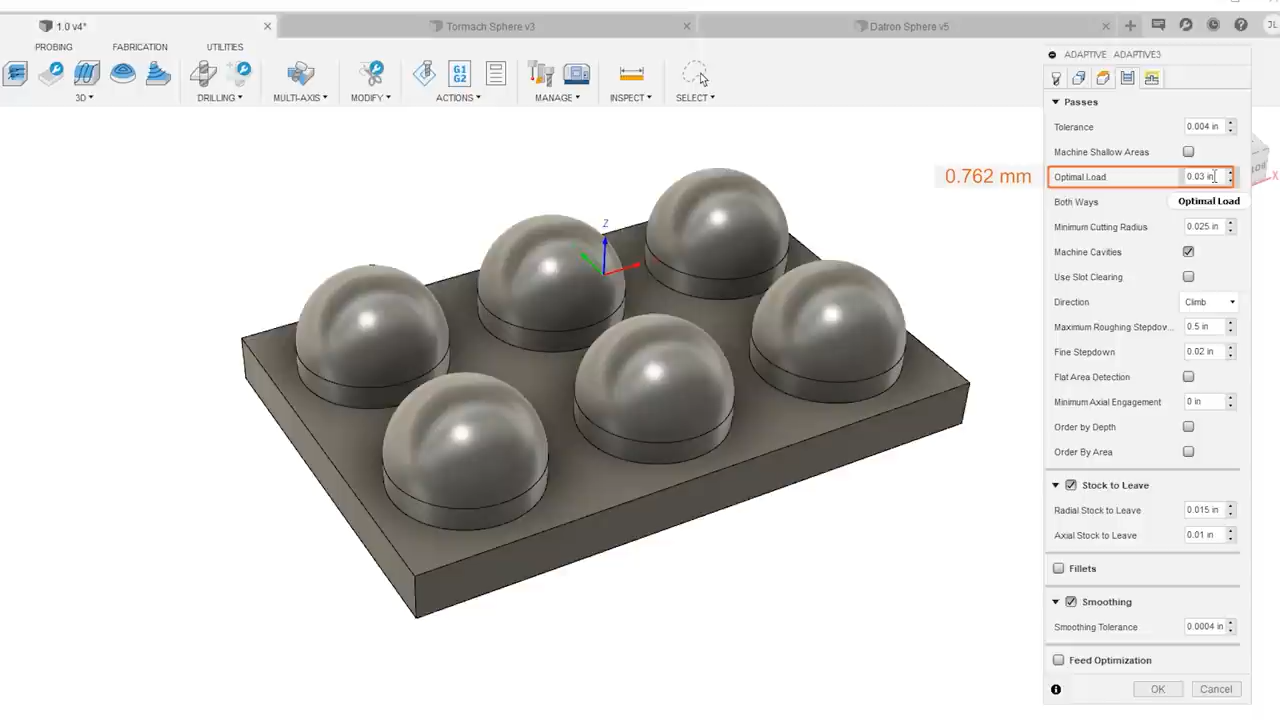 1.0 v4*
Tormach Sphere v3
Datron Sphere v5
JL
PROBING
FABRICATION
UTILITIES
3D
DRILLING
MULTI-AXIS
MODIFY
G1
G2
ACTIONS
MANAGE
INSPECT
SELECT
ADAPTIVE : ADAPTIVE3
Passes
Tolerance 0.004 in
Machine Shallow Areas
0.762 mm
Optimal Load 0.03 in
Both Ways
Optimal Load
Minimum Cutting Radius 0.025 in
Machine Cavities
Use Slot Clearing
Direction Climb
Maximum Roughing Stepdow... 0.5 in
Fine Stepdown 0.02 in
Flat Area Detection
Minimum Axial Engagement 0 in
Order by Depth
Order By Area
Stock to Leave
Radial Stock to Leave 0.015 in
Axial Stock to Leave 0.01 in
Fillets
Smoothing
Smoothing Tolerance 0.0004 in
Feed Optimization
OK Cancel
Z
X